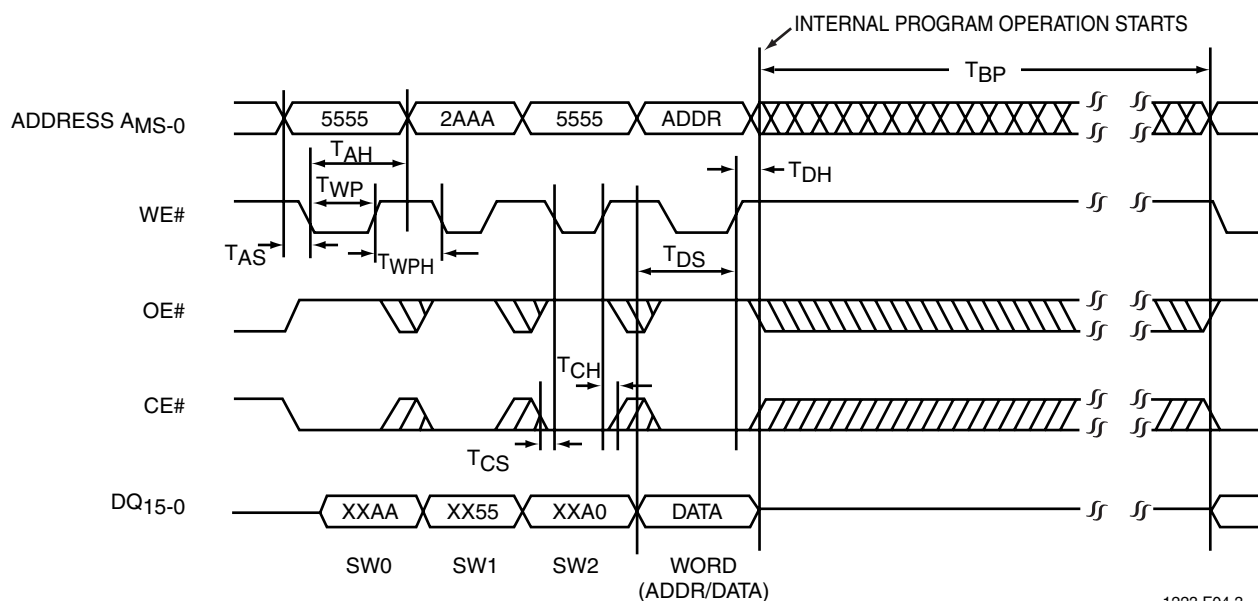 INTERNAL PROGRAM OPERATION STARTS
TBP
ADDRESS AMS-0
5555
2AAA
5555
ADDR
TAH
TDH
TWP
WE#
TAS
TWPH
TDS
OE#
TCH
CE#
TCS
DQ15-0
XXAA
XX55
XXA0
DATA
SW0
SW1
SW2
WORD
(ADDR/DATA)